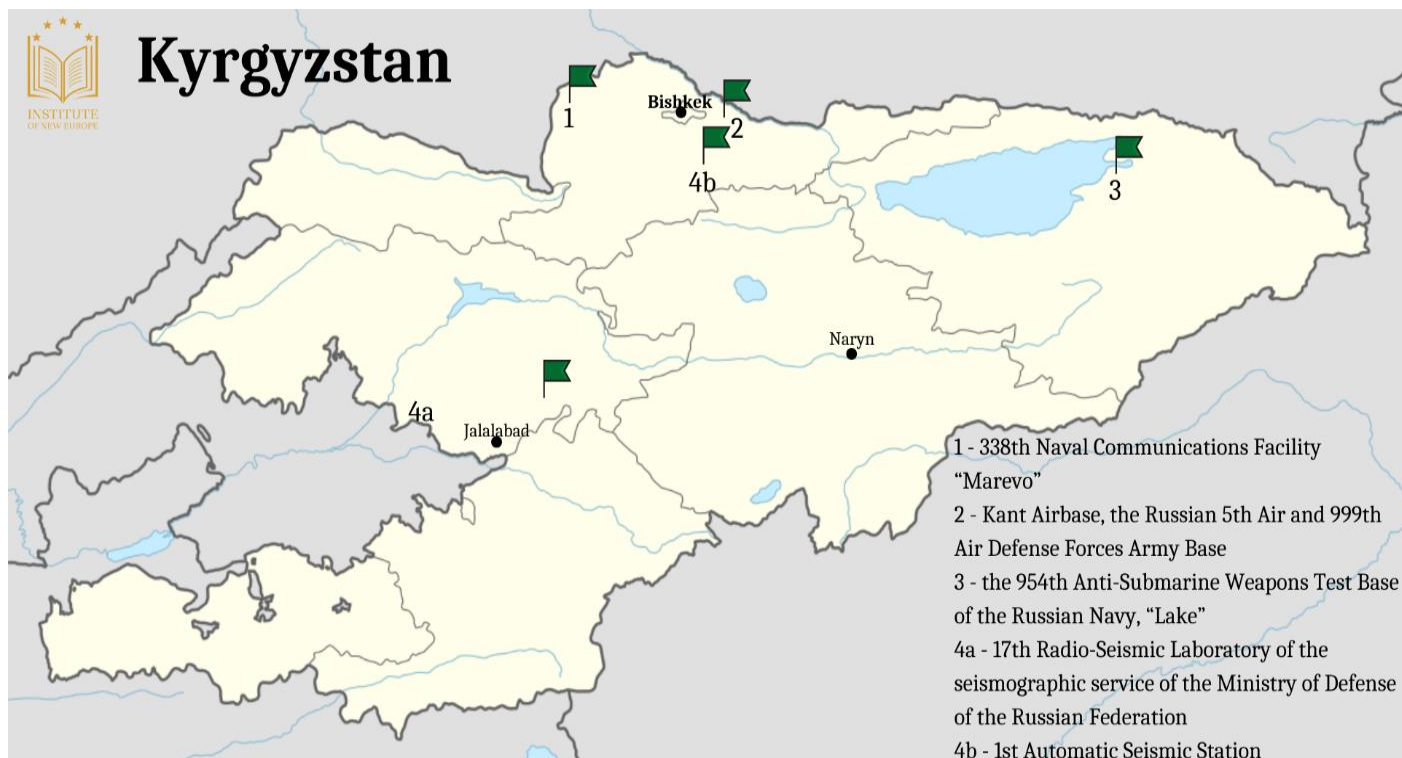 Kyrgyzstan
INSTITUTE
OF NEW EUROPE
1
Bishkek
2
4b
3
Naryn
4a
Jalalabad
1 - 338th Naval Communications Facility
“Marevo”
2 - Kant Airbase, the Russian 5th Air and 999th
Air Defense Forces Army Base
3 - the 954th Anti-Submarine Weapons Test Base
of the Russian Navy, “Lake”
4a - 17th Radio-Seismic Laboratory of the
seismographic service of the Ministry of Defense
of the Russian Federation
4b - 1st Automatic Seismic Station